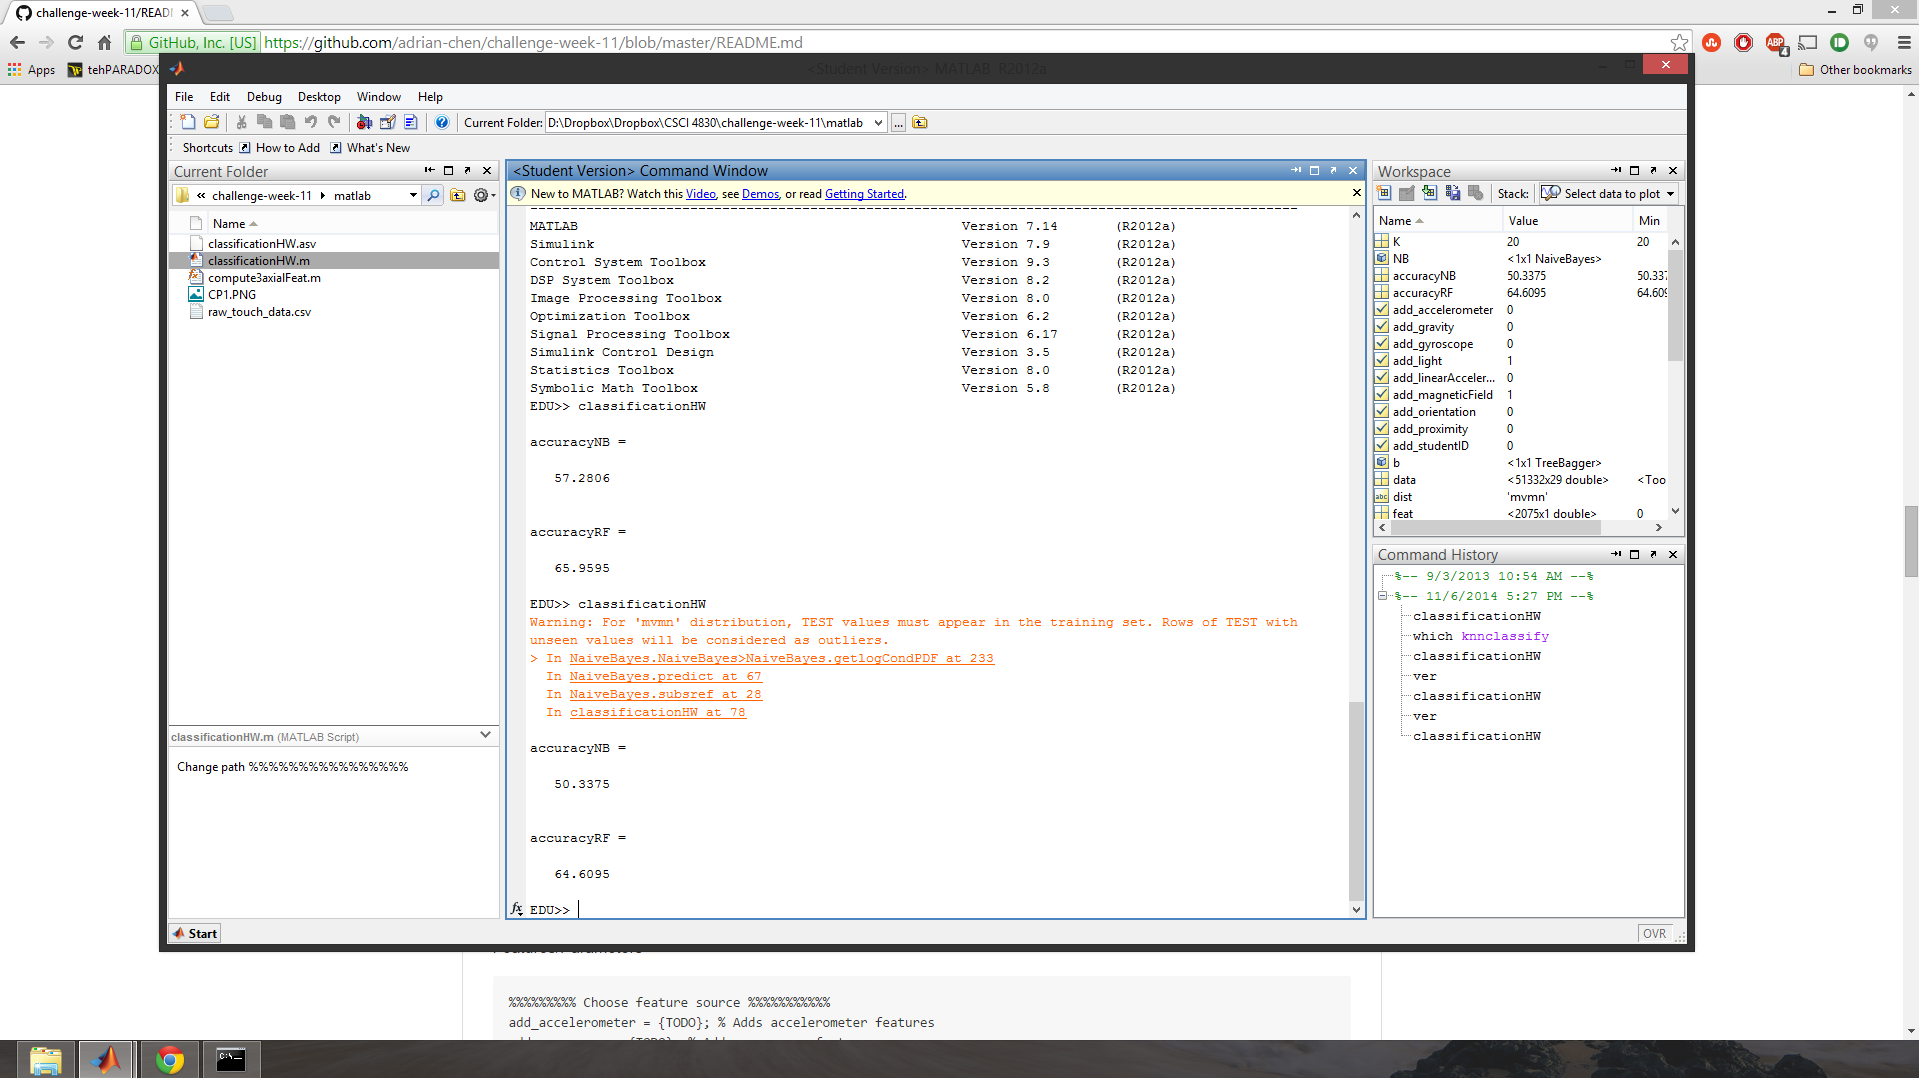 challenge-week-11/READI
GitHub, Inc. [US] https://github.com/adrian-chen/challenge-week-11/blob/master/README.md
Apps tehPARADOX Other bookmarks
<Student Version> MATLAB R2012a
File Edit Debug Desktop Window Help
Current Folder: D:\Dropbox\Dropbox\CSCI 4830\challenge-week-11\matlab
Shortcuts How to Add What's New
Current Folder
« challenge-week-11 matlab
Name
classificationHW.asv
classificationHW.m
compute3axialFeat.m
CP1.PNG
raw_touch_data.csv
classificationHW.m (MATLAB Script)
Change path %%%%%%%%%%%%%%%%
<Student Version> Command Window
New to MATLAB? Watch this Video, see Demos, or read Getting Started.
MATLAB Version 7.14 (R2012a)
Simulink Version 7.9 (R2012a)
Control System Toolbox Version 9.3 (R2012a)
DSP System Toolbox Version 8.2 (R2012a)
Image Processing Toolbox Version 8.0 (R2012a)
Optimization Toolbox Version 6.2 (R2012a)
Signal Processing Toolbox Version 6.17 (R2012a)
Simulink Control Design Version 3.5 (R2012a)
Statistics Toolbox Version 8.0 (R2012a)
Symbolic Math Toolbox Version 5.8 (R2012a)
EDU>> classificationHW
accuracyNB =
57.2806
accuracyRF =
65.9595
EDU>> classificationHW
Warning: For 'mvmn' distribution, TEST values must appear in the training set. Rows of TEST with
unseen values will be considered as outliers.
> In NaiveBayes.NaiveBayes>NaiveBayes.getlogCondPDF at 233
In NaiveBayes.predict at 67
In NaiveBayes.subsref at 28
In classificationHW at 78
accuracyNB =
50.3375
accuracyRF =
64.6095
fx EDU>>
Workspace
Stack: Select data to plot
Name Value Min
K 20 20
NB <1x1 NaiveBayes>
accuracyNB 50.3375 50.337
accuracyRF 64.6095 64.609
add_accelerometer 0
add_gravity 0
add_gyroscope 0
add_light 1
add_linearAcceler... 0
add_magneticField 1
add_orientation 0
add_proximity 0
add_studentID 0
b <1x1 TreeBagger>
data <51332x29 double> <Too
abc dist 'mvmn'
feat <2075x1 double> 0
Command History
%-- 9/3/2013 10:54 AM --%
%-- 11/6/2014 5:27 PM --%
classificationHW
which knnclassify
classificationHW
ver
classificationHW
ver
classificationHW
Start
OVR
%%%%%%%%% Choose feature source %%%%%%%%%%%
add_accelerometer = {TODO}; % Adds accelerometer features